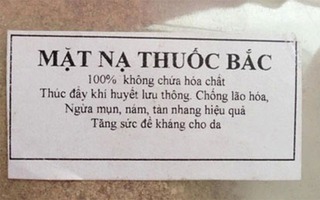 MẶT NẠ THUỐC BẮC
100% không chứa hóa chất
Thúc đẩy khí huyết lưu thông. Chống lão hóa,
Ngừa mụn, nám, tàn nhang hiệu quả
Tăng sức đề kháng cho da